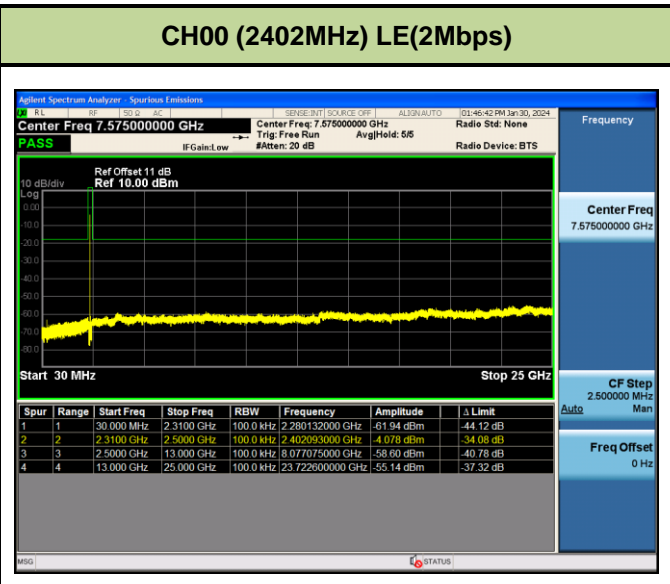 CH00 (2402MHz) LE(2Mbps)
Agilent Spectrum Analyzer - Spurious Emissions
RL RF 50 Ω AC SENSE:INT SOURCE OFF ALIGN AUTO 01:46:42 PM Jan 30, 2024
Center Freq 7.575000000 GHz
PASS
IFGain:Low
Center Freq: 7.575000000 GHz
Trig: Free Run Avg|Hold: 5/5
#Atten: 20 dB
Radio Std: None
Radio Device: BTS
Ref Offset 11 dB
10 dB/div Ref 10.00 dBm
Log
0.00
-10.0
-20.0
-30.0
-40.0
-50.0
-60.0
-70.0
-80.0
Start 30 MHz Stop 25 GHz
Spur Range Start Freq Stop Freq RBW Frequency Amplitude Δ Limit
1 1 30.000 MHz 2.3100 GHz 100.0 kHz 2.280132000 GHz -61.94 dBm -44.12 dB
2 2 2.3100 GHz 2.5000 GHz 100.0 kHz 2.402093000 GHz -4.078 dBm -34.08 dB
3 3 2.5000 GHz 13.000 GHz 100.0 kHz 8.077075000 GHz -58.60 dBm -40.78 dB
4 4 13.000 GHz 25.000 GHz 100.0 kHz 23.722600000 GHz -55.14 dBm -37.32 dB
MSG STATUS
Frequency
Center Freq
7.575000000 GHz
CF Step
2.500000 MHz
Auto Man
Freq Offset
0 Hz